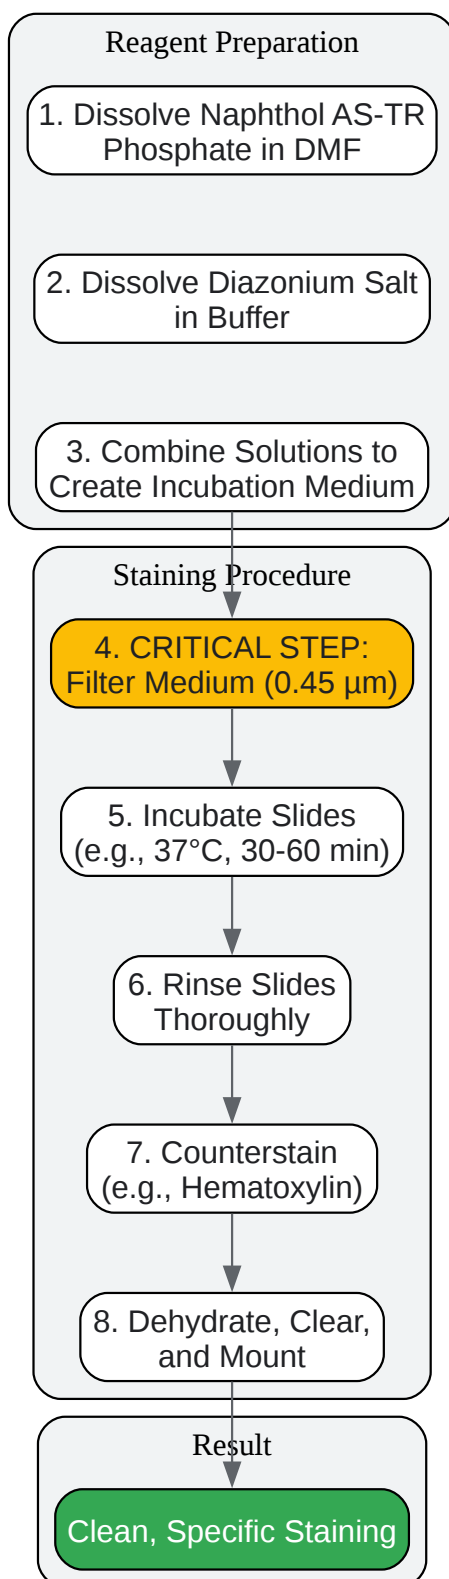 Reagent Preparation
1. Dissolve Naphthol AS-TR
Phosphate in DMF
2. Dissolve Diazonium Salt
in Buffer
3. Combine Solutions to
Create Incubation Medium
Staining Procedure
4. CRITICAL STEP:
Filter Medium (0.45 µm)
5. Incubate Slides
(e.g., 37°C, 30-60 min)
6. Rinse Slides
Thoroughly
7. Counterstain
(e.g., Hematoxylin)
8. Dehydrate, Clear,
and Mount
Result
Clean, Specific Staining